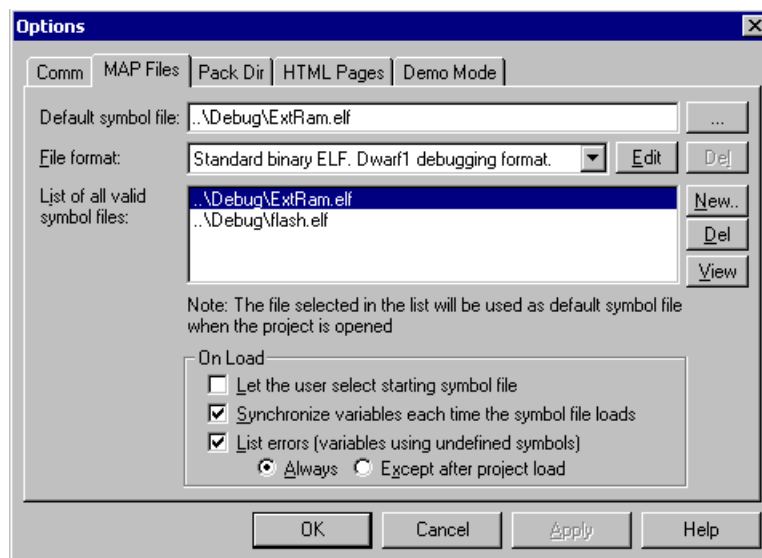 Options
Comm MAP Files Pack Dir HTML Pages Demo Mode
Default symbol file: ..\Debug\ExtRam.elf ...
File format: Standard binary ELF. Dwarf1 debugging format. Edit Del
List of all valid ..\Debug\ExtRam.elf New..
symbol files: ..\Debug\flash.elf Del
View
Note: The file selected in the list will be used as default symbol file
when the project is opened
On Load
Let the user select starting symbol file
Synchronize variables each time the symbol file loads
List errors (variables using undefined symbols)
Always Except after project load
OK Cancel Apply Help